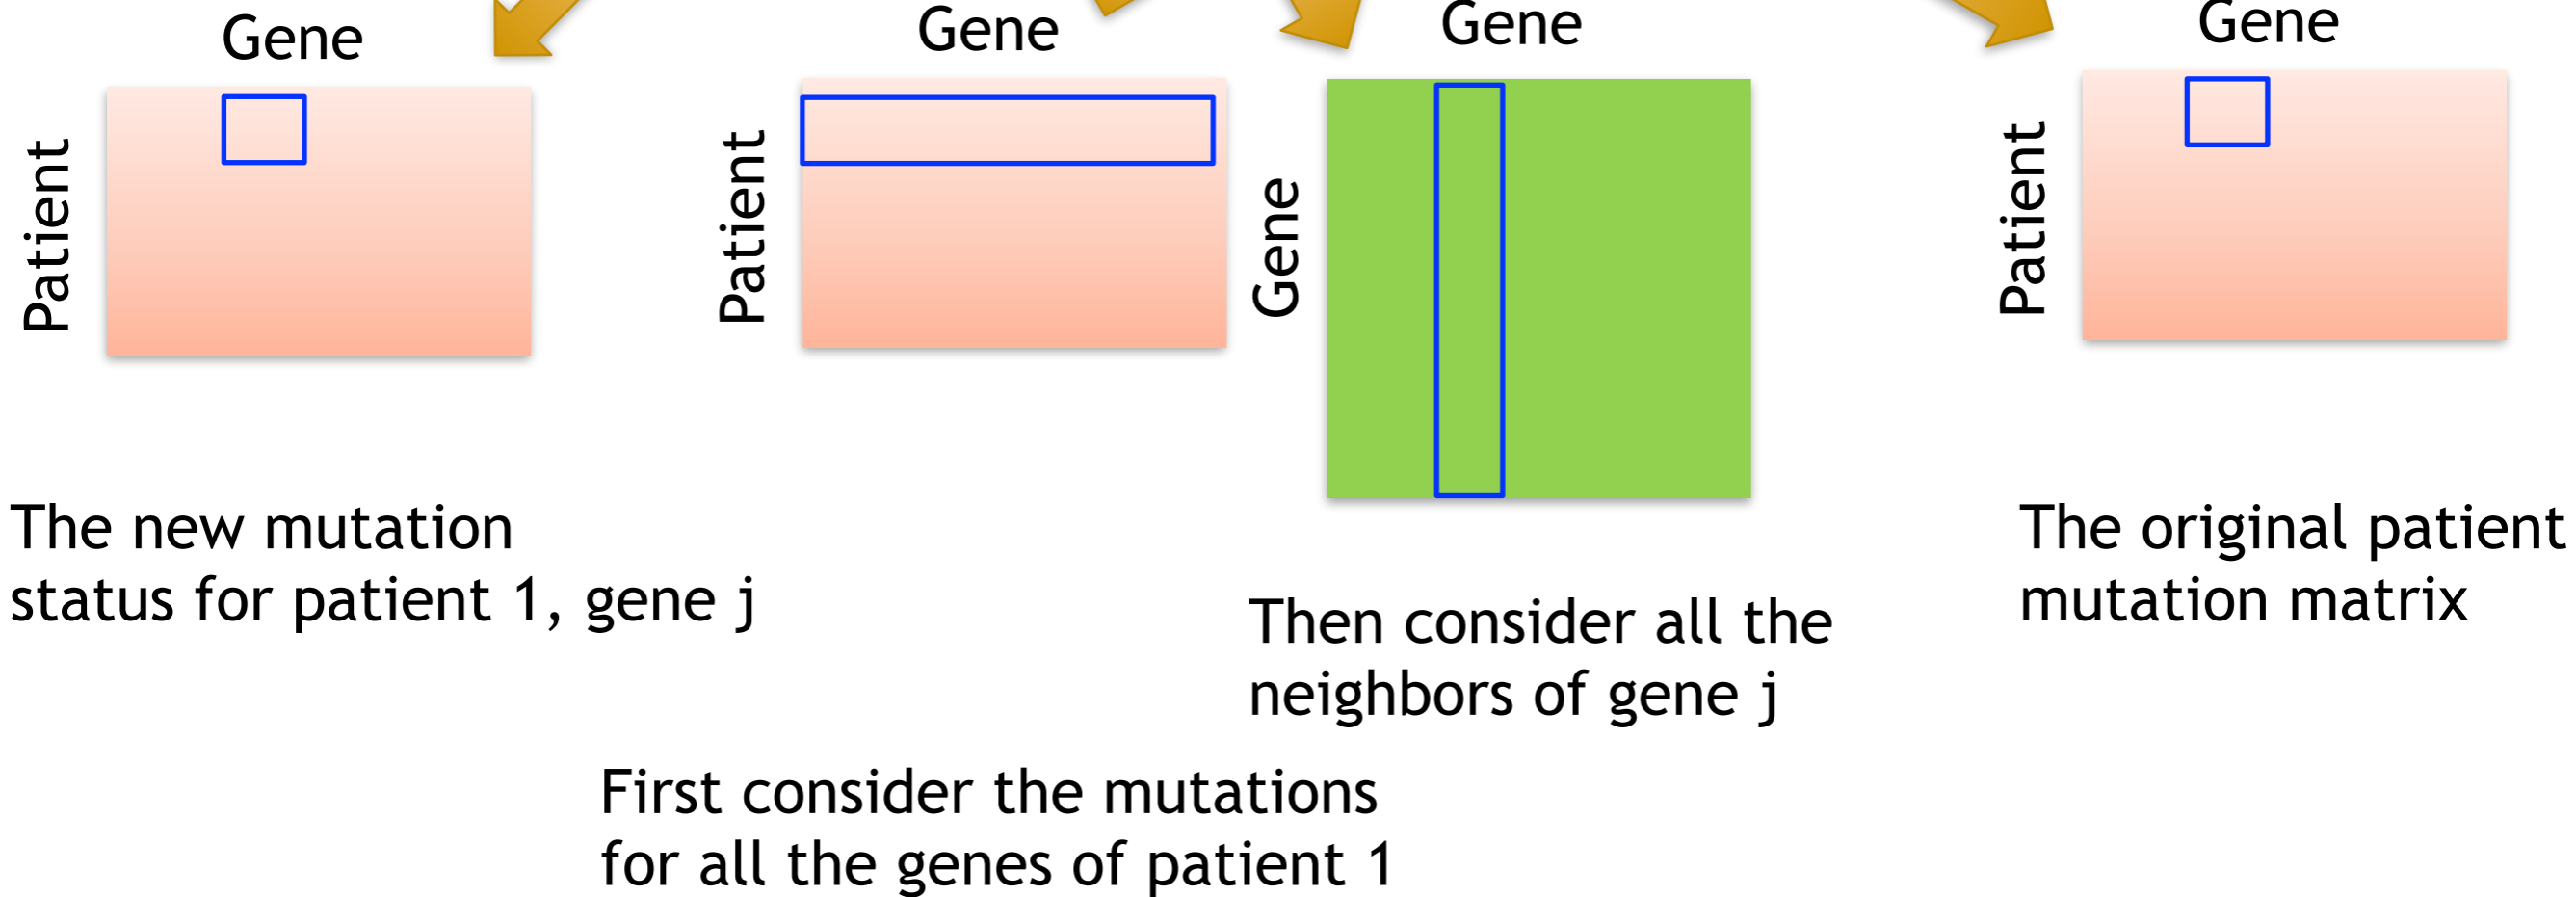 Gene
Gene
Gene
Gene
Patient
Patient
Gene
Patient
The new mutation
status for patient 1, gene j
Then consider all the
neighbors of gene j
The original patient
mutation matrix
First consider the mutations
for all the genes of patient 1